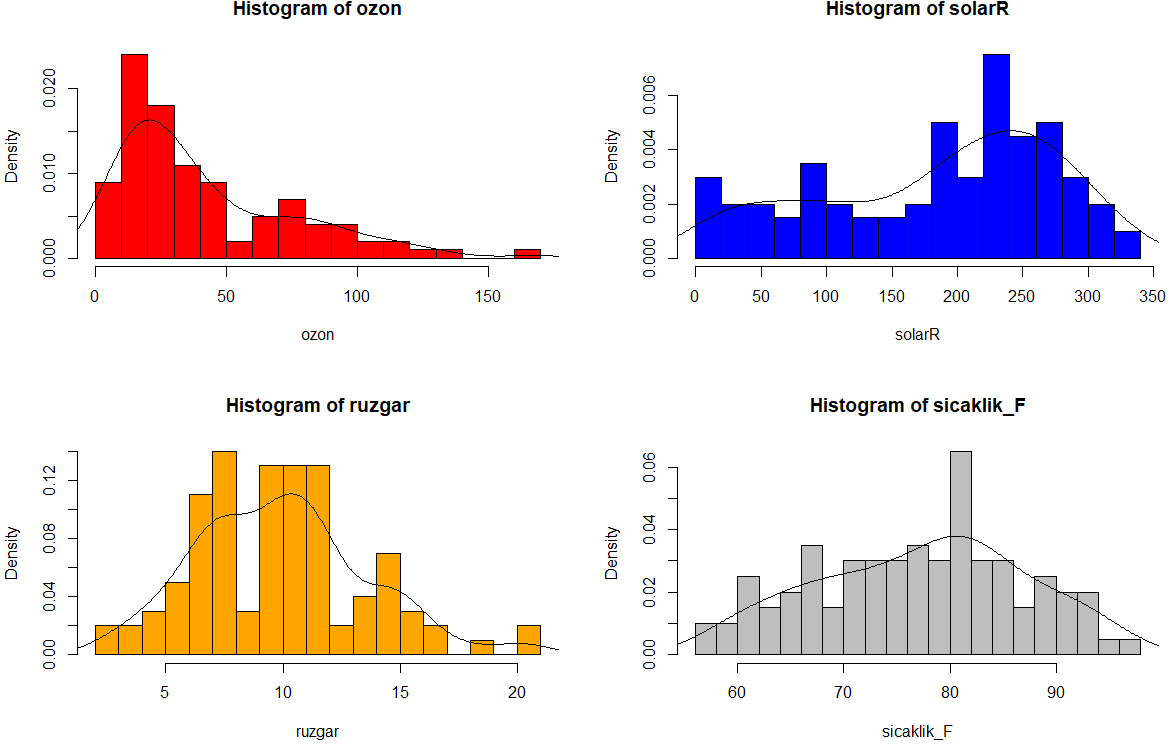 Histogram of ozon
Density
0.000 0.010 0.020
0 50 100 150
ozon
Histogram of solarR
Density
0.000 0.002 0.004 0.006
0 50 100 150 200 250 300 350
solarR
Histogram of ruzgar
Density
0.00 0.04 0.08 0.12
5 10 15 20
ruzgar
Histogram of sicaklik_F
Density
0.00 0.02 0.04 0.06
60 70 80 90
sicaklik_F